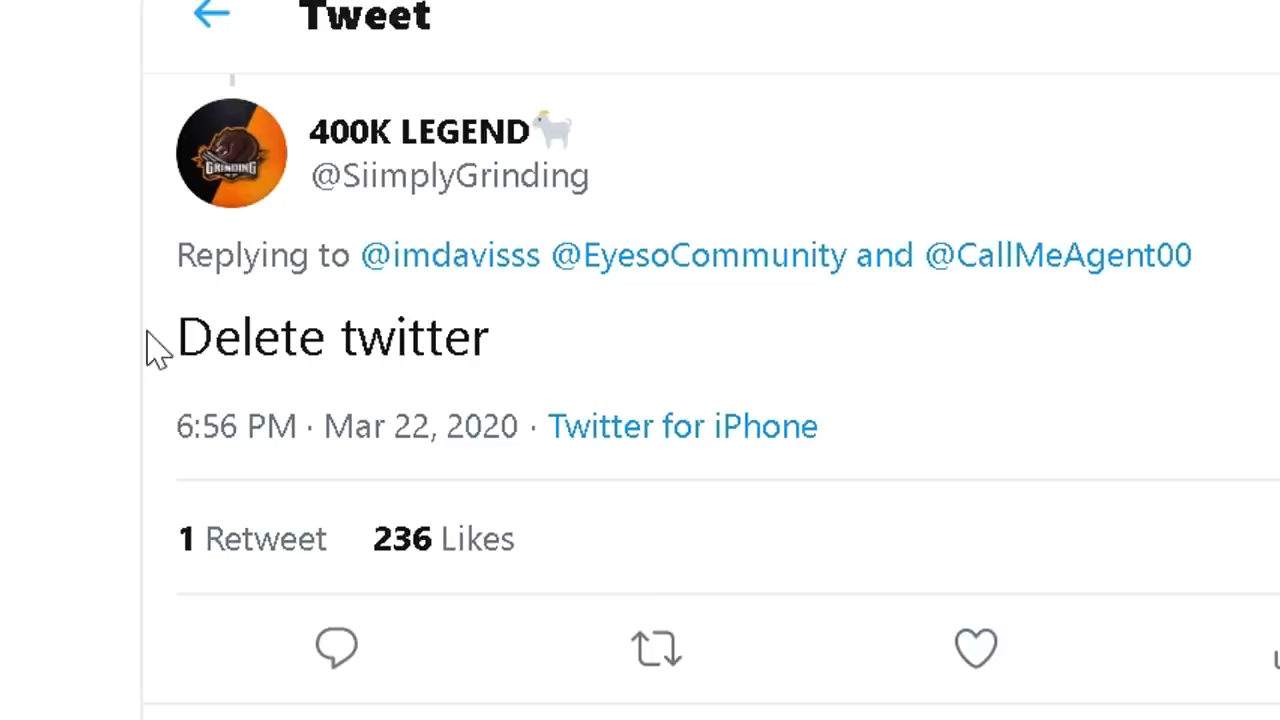 Tweet
400K LEGEND🐐
@SiimplyGrinding
GRINDING
Replying to @imdavisss @EyesoCommunity and @CallMeAgent00
Delete twitter
6:56 PM · Mar 22, 2020 · Twitter for iPhone
1 Retweet 236 Likes